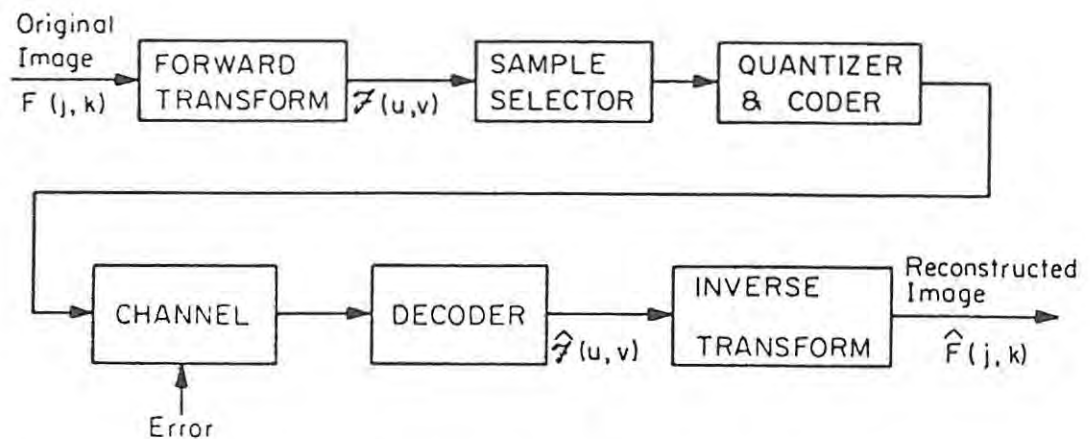 Original
Image
F (j, k)
FORWARD
TRANSFORM
ℱ(u,v)
SAMPLE
SELECTOR
QUANTIZER
& CODER
CHANNEL
Error
DECODER
ℱ̂(u,v)
INVERSE
TRANSFORM
Reconstructed
Image
F̂(j,k)